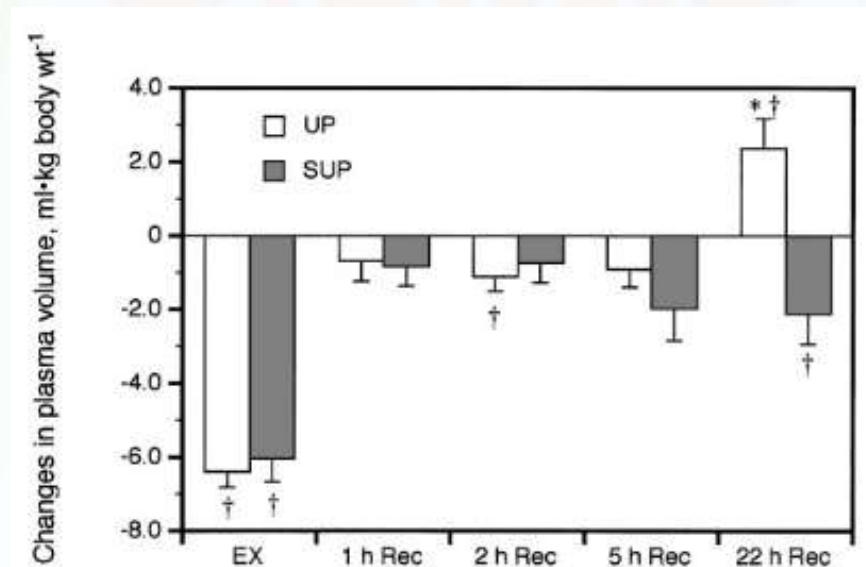 Changes in plasma volume, ml•kg body wt-1
4.0
2.0
0
-2.0
-4.0
-6.0
-8.0
UP
SUP
* †
†
†
† †
EX 1 h Rec 2 h Rec 5 h Rec 22 h Rec